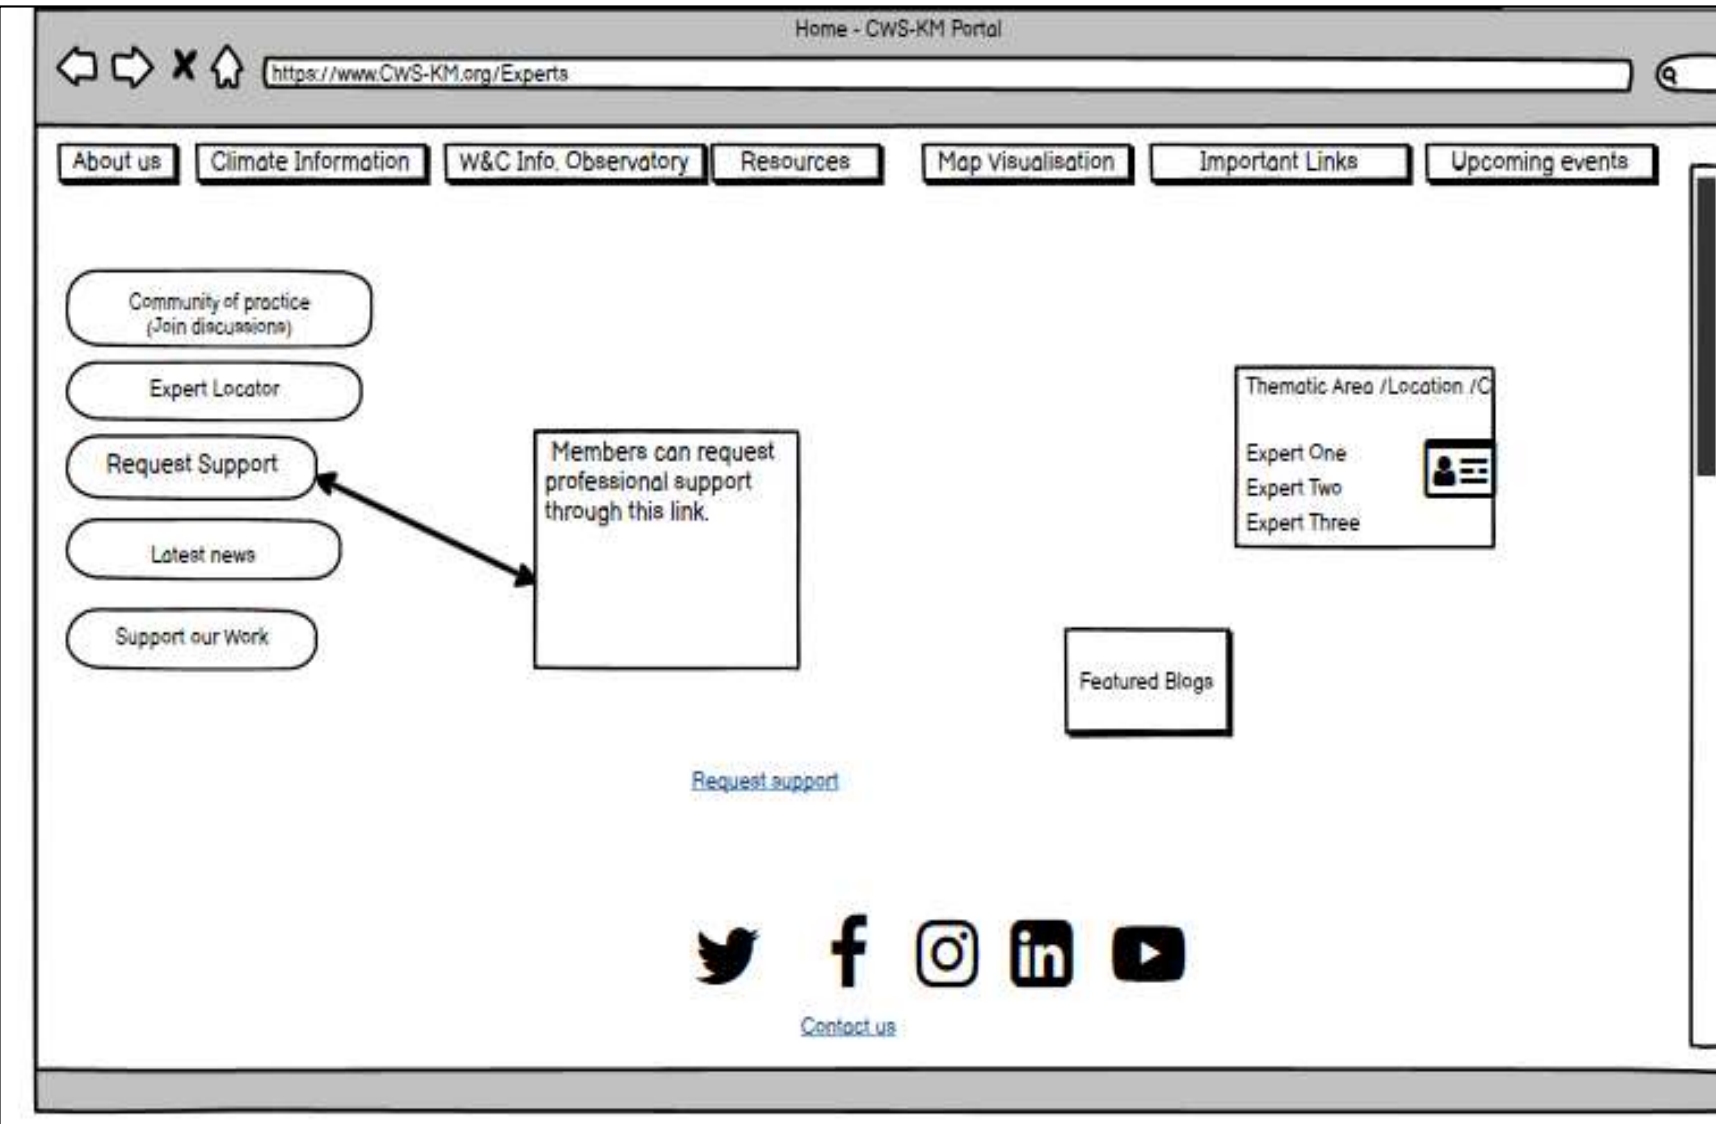 Home - CWS-KM Portal
https://www.CWS-KM.org/Experts
About us
Climate Information
W&C Info. Observatory
Resources
Map Visualisation
Important Links
Upcoming events
Community of practice
(Join discussions)
Expert Locator
Request Support
Latest news
Support our Work
Members can request
professional support
through this link.
Thematic Area /Location /C
Expert One
Expert Two
Expert Three
Featured Blogs
Request support
in
Contact us